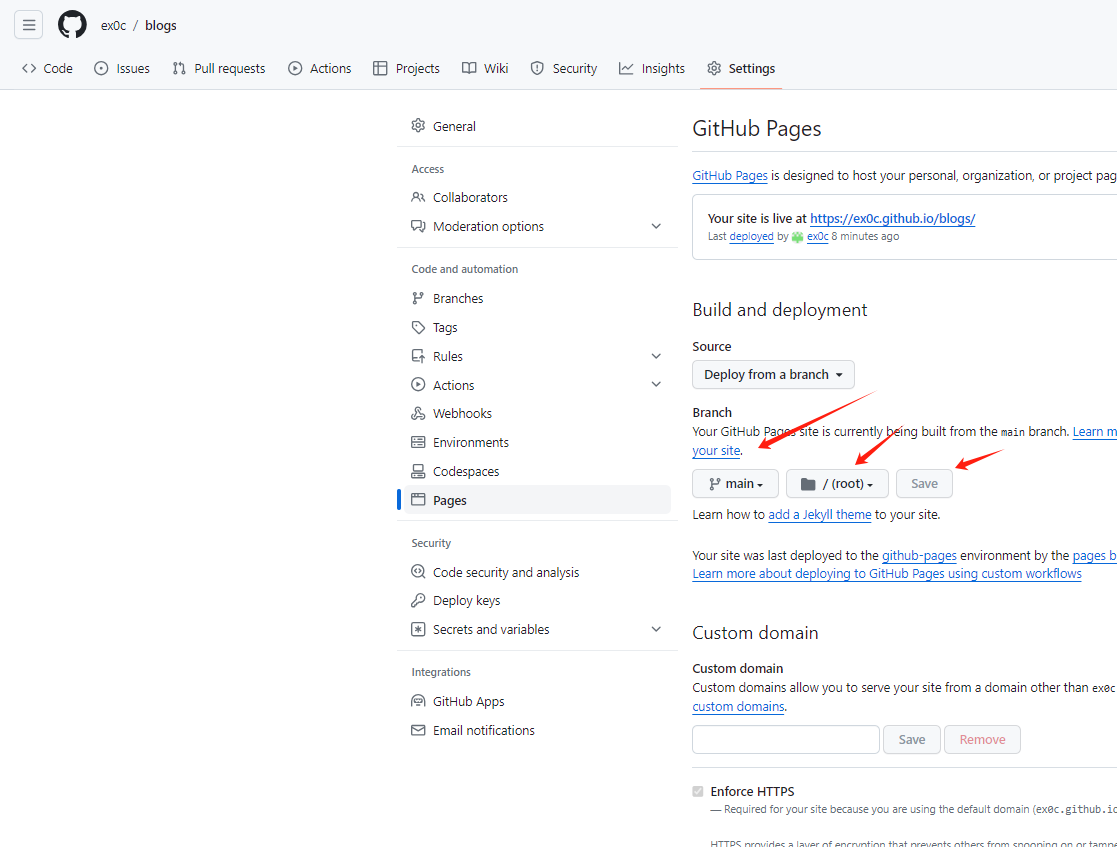 ex0c / blogs
Code Issues Pull requests Actions Projects Wiki Security Insights Settings
General
Access
Collaborators
Moderation options
Code and automation
Branches
Tags
Rules
Actions
Webhooks
Environments
Codespaces
Pages
Security
Code security and analysis
Deploy keys
Secrets and variables
Integrations
GitHub Apps
Email notifications
GitHub Pages
GitHub Pages is designed to host your personal, organization, or project pag
Your site is live at https://ex0c.github.io/blogs/
Last deployed by ex0c 8 minutes ago
Build and deployment
Source
Deploy from a branch
Branch
Your GitHub Pages site is currently being built from the main branch. Learn m
your site.
main / (root) Save
Learn how to add a Jekyll theme to your site.
Your site was last deployed to the github-pages environment by the pages b
Learn more about deploying to GitHub Pages using custom workflows
Custom domain
Custom domain
Custom domains allow you to serve your site from a domain other than ex0c
custom domains.
Save Remove
Enforce HTTPS
— Required for your site because you are using the default domain (ex0c.github.io
HTTPS provides a layer of encryption that prevents others from snooping on or tampe